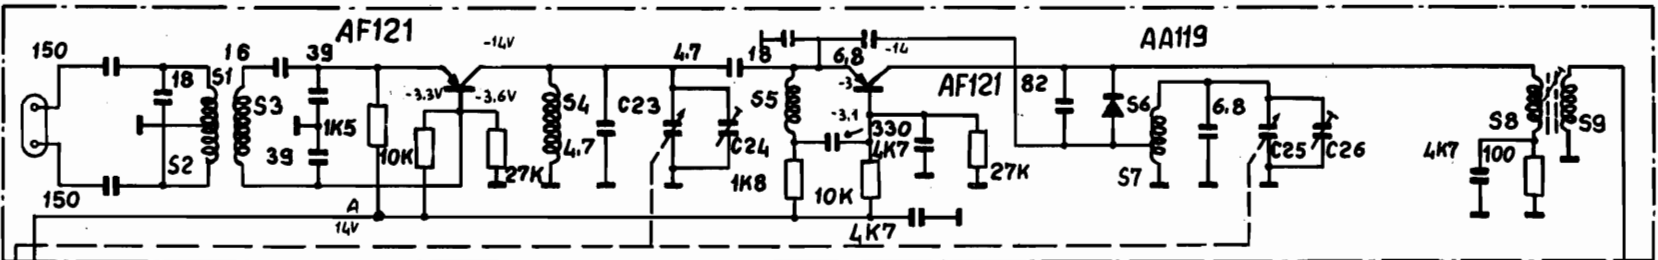 AF121
AA119
150
16
39
-14V
4.7
18
6,8
-14
18
S1
S3
-3.3V
-3.6V
S4
C23
S5
-3
AF121
82
S6
6.8
S8
S9
1K5
-3,1
330
39
10K
4.7
C24
4K7
C25
C26
4K7
100
S2
27K
1K8
10K
27K
S7
150
A
14V
4K7